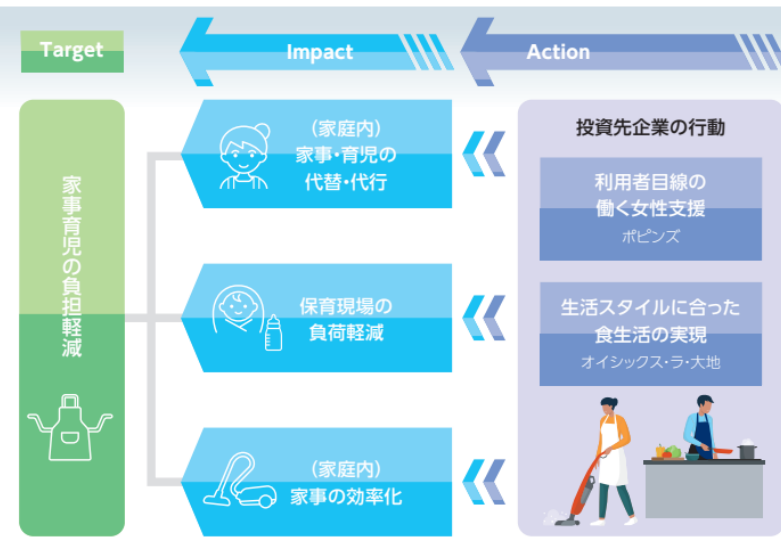 Target
Impact
Action
家事育児の負担軽減
（家庭内）
家事・育児の
代替・代行
保育現場の
負荷軽減
（家庭内）
家事の効率化
投資先企業の行動
利用者目線の
働く女性支援
ポピンズ
生活スタイルに合った
食生活の実現
オイシックス・ラ・大地